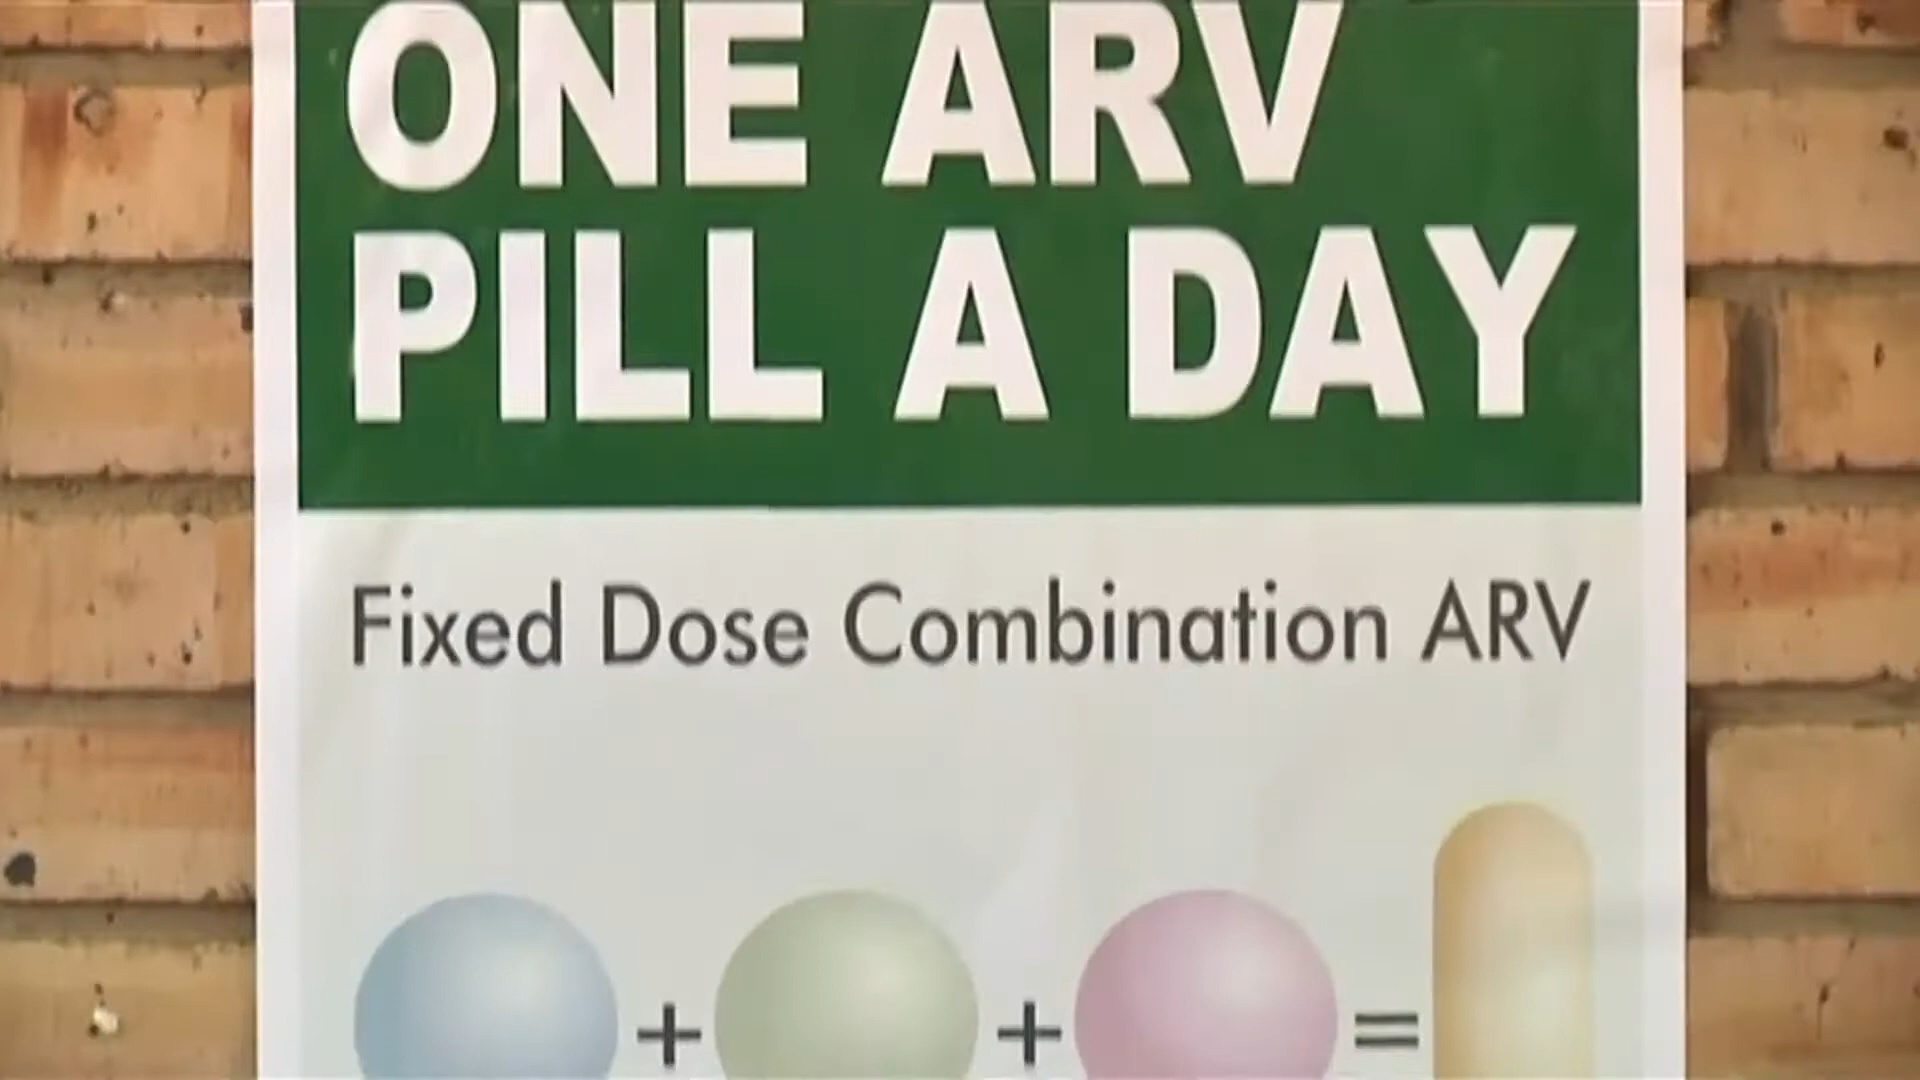 ONE ARV
PILL A DAY
Fixed Dose Combination ARV
+ + =